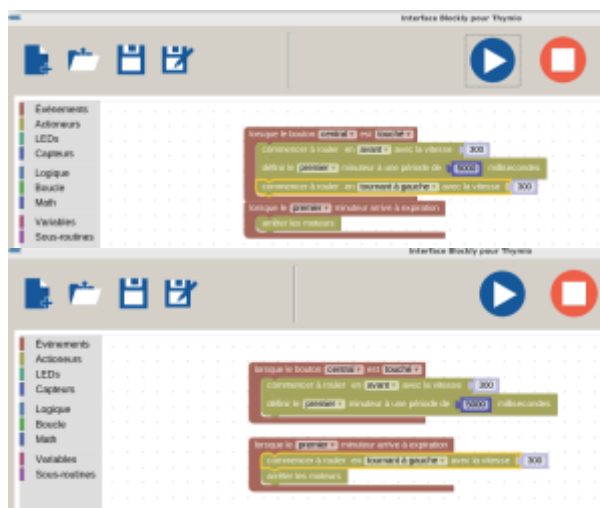 Interface Blockly pour Thymio
Événements
Actionneurs
LEDs
Capteurs
Logique
Boucle
Math
Variables
Sous-routines
lorsque le bouton central est touché
commencer à rouler en avant avec la vitesse 300
définir le premier minuteur à une période de 5000 millisecondes
commencer à rouler en tournant à gauche avec la vitesse 300
lorsque le premier minuteur arrive à expiration
arrêter les moteurs
Interface Blockly pour Thymio
Événements
Actionneurs
LEDs
Capteurs
Logique
Boucle
Math
Variables
Sous-routines
lorsque le bouton central est touché
commencer à rouler en avant avec la vitesse 300
définir le premier minuteur à une période de 5000 millisecondes
lorsque le premier minuteur arrive à expiration
commencer à rouler en tournant à gauche avec la vitesse 300
arrêter les moteurs